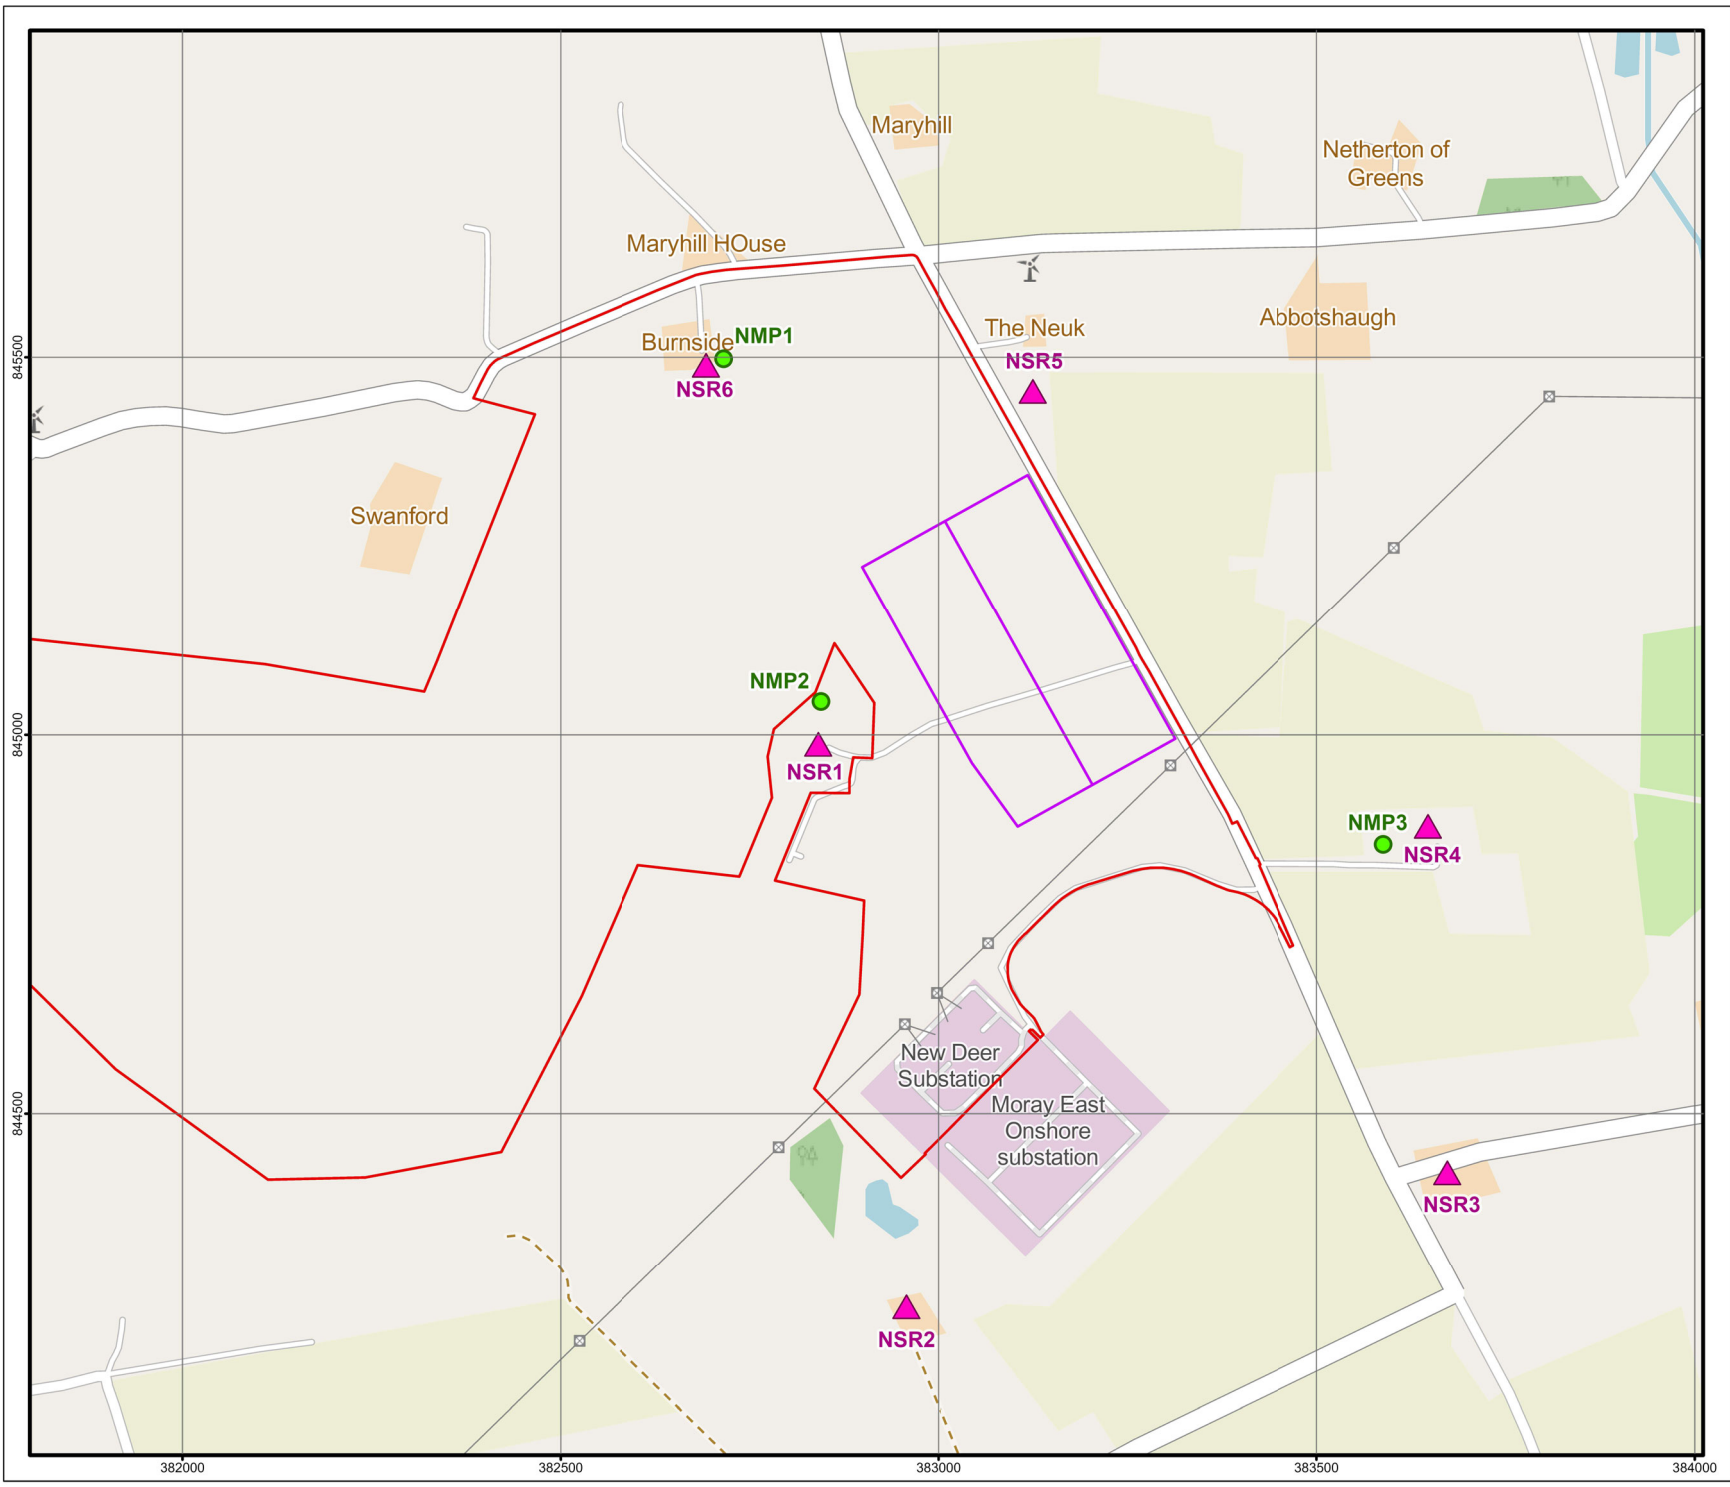 Maryhill
Netherton of
Greens
Maryhill HOuse
Abbotshaugh
The Neuk
NMP1
Burnside
NSR5
NSR6
845500
Swanford
NMP2
845000
NSR1
NMP3
NSR4
New Deer
Substation
Moray East
Onshore
substation
844500
NSR3
NSR2
382000
382500
383000
383500
384000